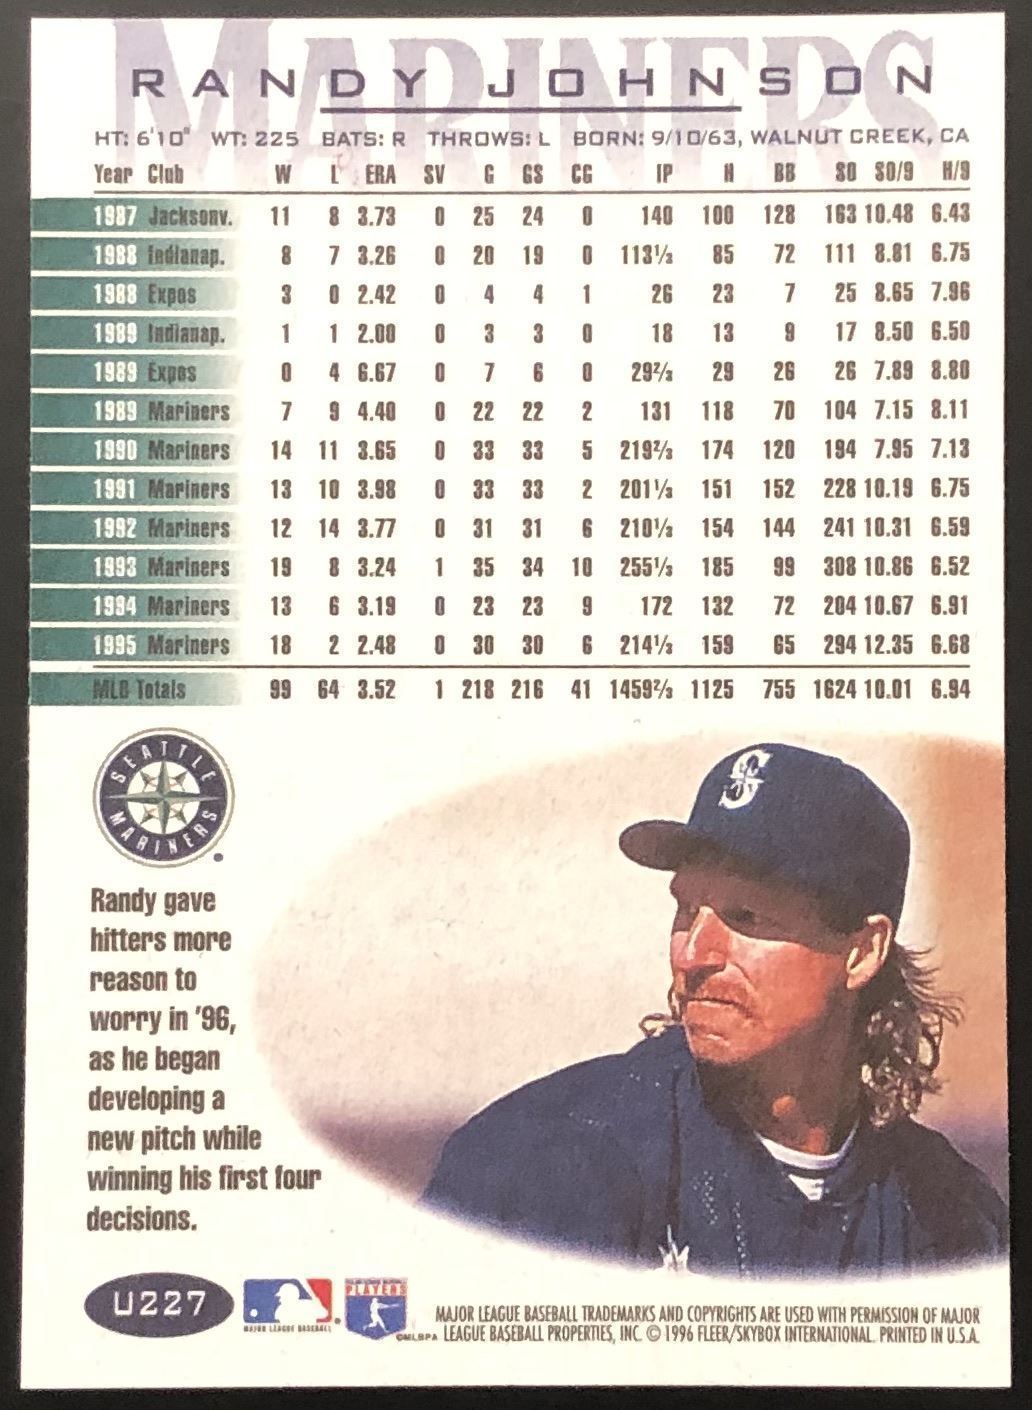 MARINERS
RANDY JOHNSON
HT: 6'10" WT: 225 BATS: R THROWS: L BORN: 9/10/63, WALNUT CREEK, CA
Year Club W L ERA SV G GS CG IP H BB SO SO/9 H/9
1987 Jacksonv. 11 8 3.73 0 25 24 0 140 100 128 163 10.48 6.43
1988 Indianap. 8 7 3.26 0 20 19 0 113⅓ 85 72 111 8.81 6.75
1988 Expos 3 0 2.42 0 4 4 1 26 23 7 25 8.65 7.96
1989 Indianap. 1 1 2.00 0 3 3 0 18 13 9 17 8.50 6.50
1989 Expos 0 4 6.67 0 7 6 0 29⅔ 29 26 26 7.89 8.80
1989 Mariners 7 9 4.40 0 22 22 2 131 118 70 104 7.15 8.11
1990 Mariners 14 11 3.65 0 33 33 5 219⅔ 174 120 194 7.95 7.13
1991 Mariners 13 10 3.98 0 33 33 2 201⅓ 151 152 228 10.19 6.75
1992 Mariners 12 14 3.77 0 31 31 6 210⅓ 154 144 241 10.31 6.59
1993 Mariners 19 8 3.24 1 35 34 10 255⅓ 185 99 308 10.86 6.52
1994 Mariners 13 6 3.19 0 23 23 9 172 132 72 204 10.67 6.91
1995 Mariners 18 2 2.48 0 30 30 6 214⅓ 159 65 294 12.35 6.68
MLB Totals 99 64 3.52 1 218 216 41 1459⅔ 1125 755 1624 10.01 6.94
SEATTLE
MARINERS
S
Randy gave
hitters more
reason to
worry in '96,
as he began
developing a
new pitch while
winning his first four
decisions.
U227
MAJOR LEAGUE BASEBALL
MAJOR LEAGUE BASEBALL
PLAYERS
©MLBPA
MAJOR LEAGUE BASEBALL TRADEMARKS AND COPYRIGHTS ARE USED WITH PERMISSION OF MAJOR
LEAGUE BASEBALL PROPERTIES, INC. © 1996 FLEER/SKYBOX INTERNATIONAL. PRINTED IN U.S.A.